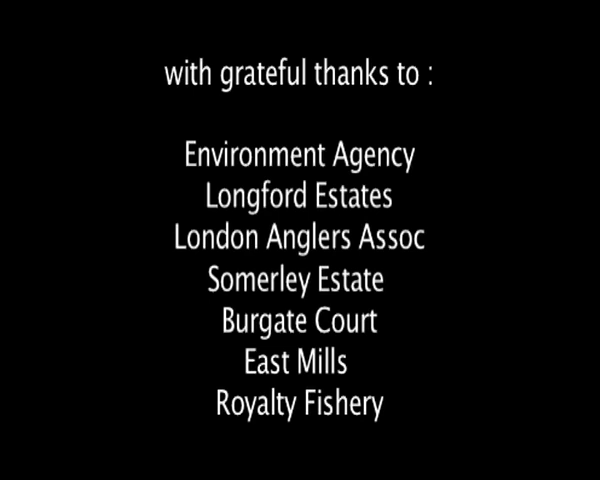 with grateful thanks to :
Environment Agency
Longford Estates
London Anglers Assoc
Somerley Estate
Burgate Court
East Mills
Royalty Fishery